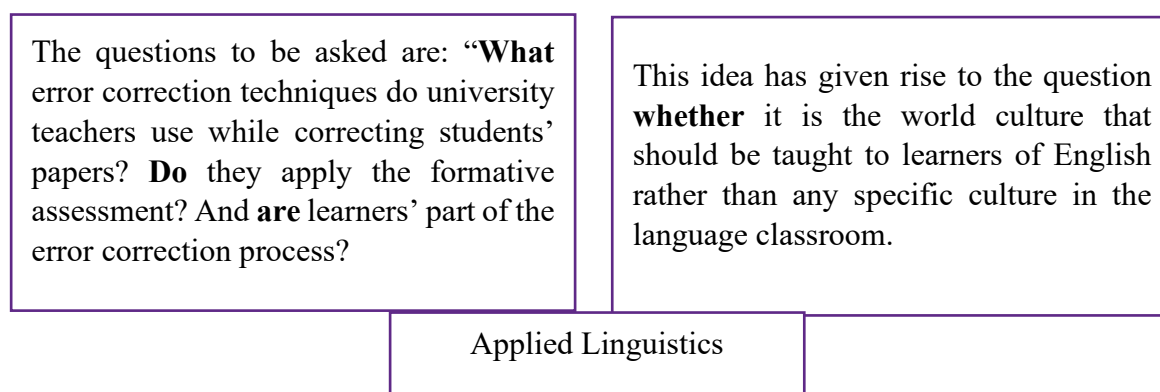 The questions to be asked are: “What
error correction techniques do university
teachers use while correcting students’
papers? Do they apply the formative
assessment? And are learners’ part of the
error correction process?
This idea has given rise to the question
whether it is the world culture that
should be taught to learners of English
rather than any specific culture in the
language classroom.
Applied Linguistics